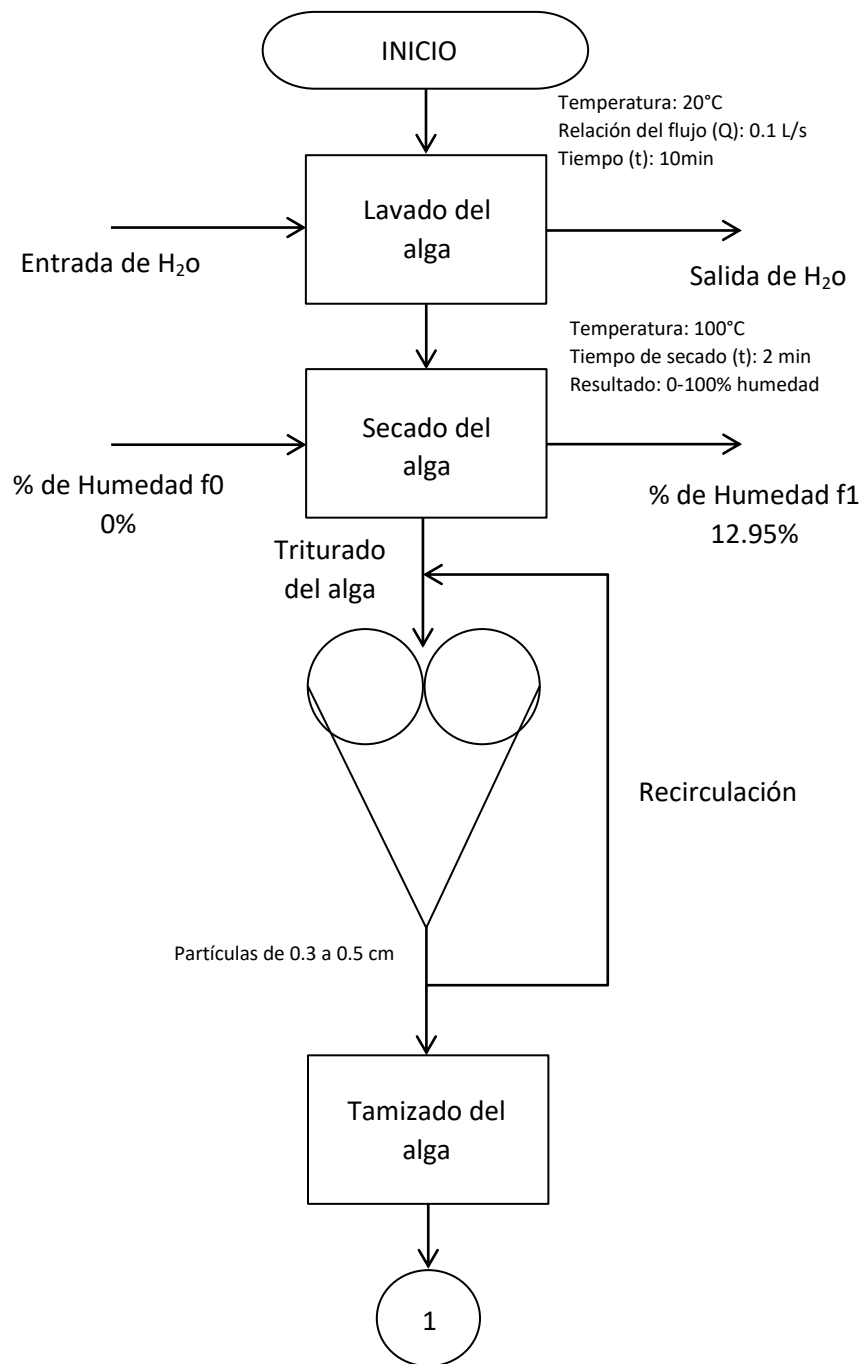 INICIO
Temperatura: 20°C
Relación del flujo (Q): 0.1 L/s
Tiempo (t): 10min
Lavado del
alga
Entrada de H₂o
Salida de H₂o
Temperatura: 100°C
Tiempo de secado (t): 2 min
Resultado: 0-100% humedad
Secado del
alga
% de Humedad f0
0%
% de Humedad f1
12.95%
Triturado
del alga
Recirculación
Partículas de 0.3 a 0.5 cm
Tamizado del
alga
1